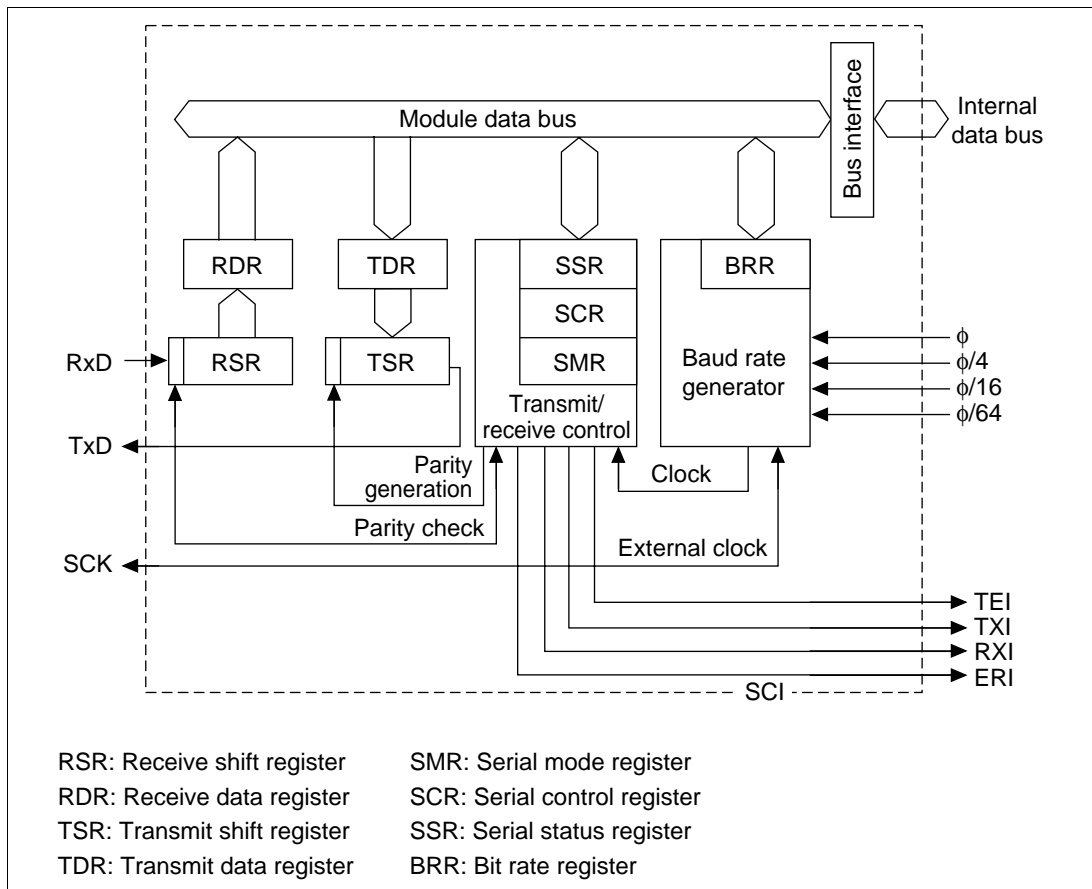 Module data bus
Bus interface
Internal
data bus
RDR
TDR
SSR
BRR
SCR
RxD
RSR
TSR
SMR
Baud rate
generator
ϕ
ϕ/4
ϕ/16
ϕ/64
Transmit/
receive control
TxD
Parity
generation
Clock
Parity check
External clock
SCK
TEI
TXI
RXI
ERI
SCI
RSR: Receive shift register
RDR: Receive data register
TSR: Transmit shift register
TDR: Transmit data register
SMR: Serial mode register
SCR: Serial control register
SSR: Serial status register
BRR: Bit rate register